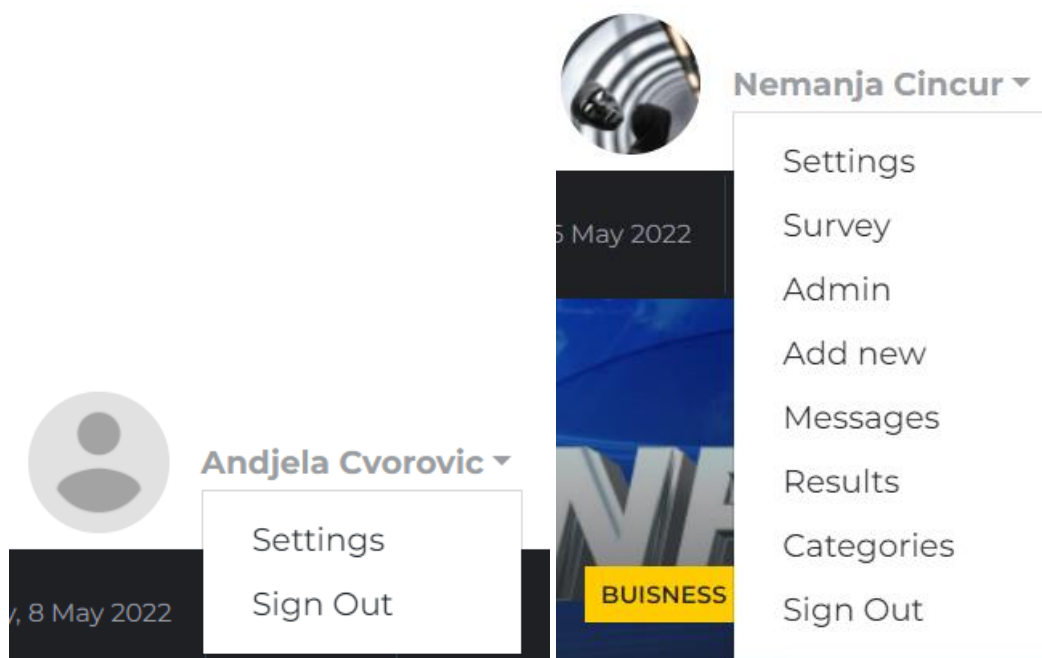 Andjela Cvorovic
Settings
Sign Out
8 May 2022
Nemanja Cincur
Settings
Survey
Admin
Add new
Messages
Results
Categories
Sign Out
May 2022
BUISNESS